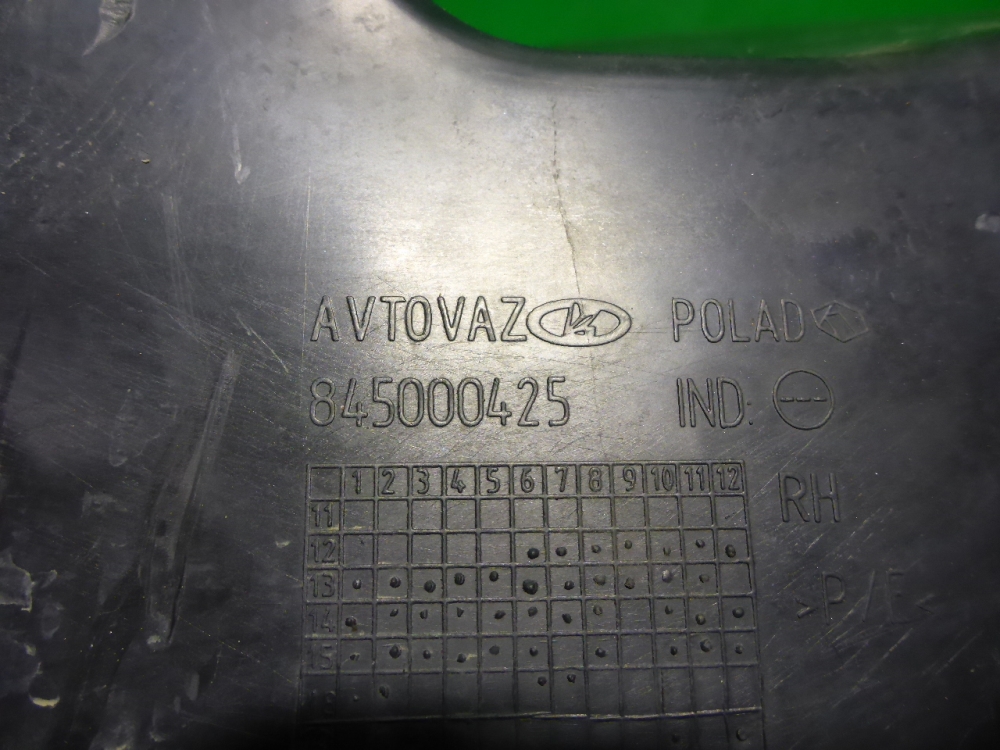 AVTOVAZ POLAD
845000425 IND: ---
1 2 3 4 5 6 7 8 9 10 11 12
11 RH
12
13
14 >P/E<
15